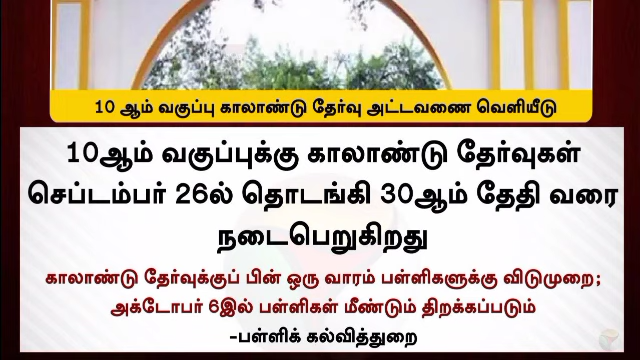 10 ஆம் வகுப்பு காலாண்டு தேர்வு அட்டவணை வெளியீடு
10ஆம் வகுப்புக்கு காலாண்டு தேர்வுகள்
செப்டம்பர் 26ல் தொடங்கி 30ஆம் தேதி வரை
நடைபெறுகிறது
காலாண்டு தேர்வுக்குப் பின் ஒரு வாரம் பள்ளிகளுக்கு விடுமுறை;
அக்டோபர் 6இல் பள்ளிகள் மீண்டும் திறக்கப்படும்
-பள்ளிக் கல்வித்துறை